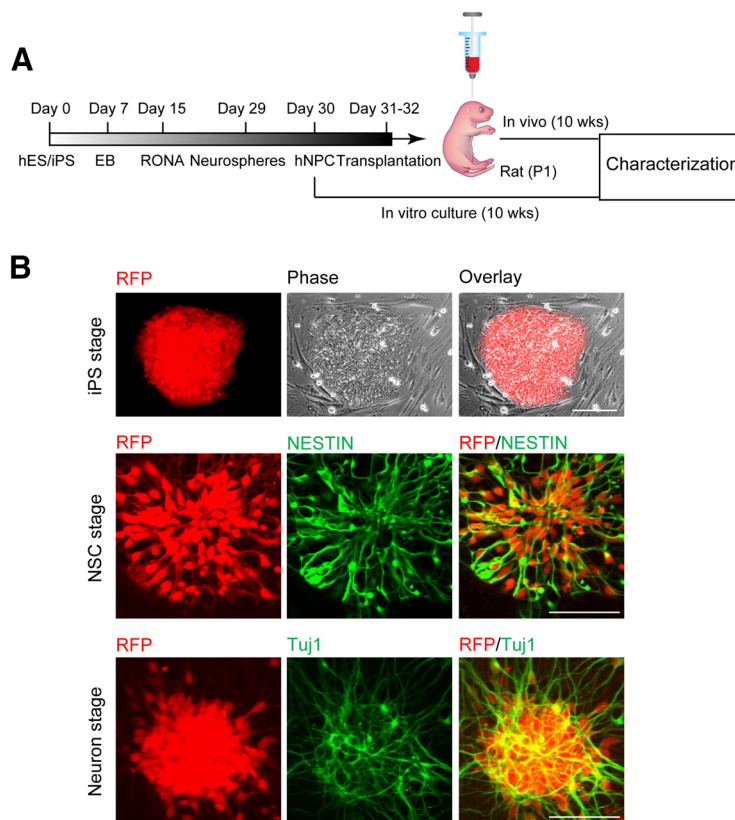 A
Day 0 Day 7 Day 15 Day 29 Day 30 Day 31-32
hES/iPS EB RONA Neurospheres hNPC Transplantation
In vivo (10 wks)
Rat (P1)
Characterization
In vitro culture (10 wks)
B
RFP Phase Overlay
iPS stage
RFP NESTIN RFP/NESTIN
NSC stage
RFP Tuj1 RFP/Tuj1
Neuron stage